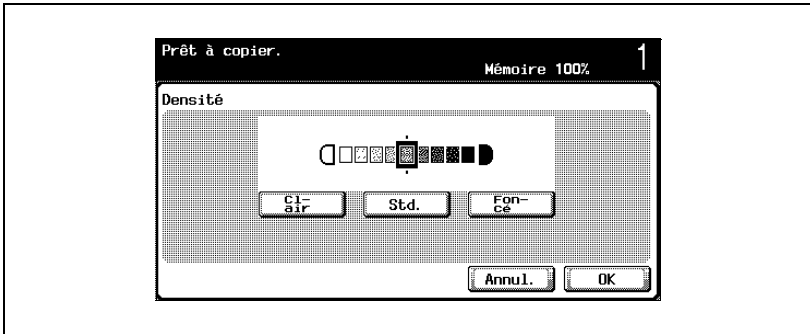 Prêt à copier.
Mémoire 100% 1
Densité
Cl-
air
Std.
Fon-
cé
Annul. OK